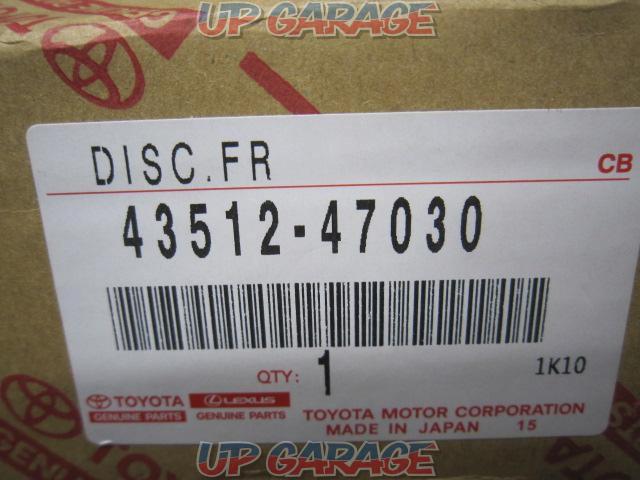 UP GARAGE
DISC.FR
CB
43512-47030
QTY: 1
1K10
TOYOTA LEXUS
GENUINE PARTS GENUINE PARTS
TOYOTA MOTOR CORPORATION
MADE IN JAPAN 15
UP GARAGE